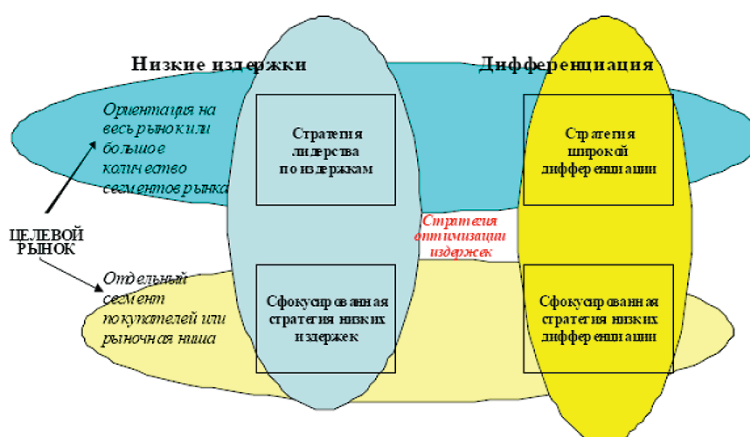 Низкие издержки
Дифференциация
Ориентация на
весь рынок или
большое
количество
сегментов рынка
Стратегия
лидерства
по издержкам
Стратегия
широкой
дифференциации
ЦЕЛЕВОЙ
РЫНОК
Стратегия
оптимизации
издержек
Отдельный
сегмент
покупателей или
рыночная ниша
Сфокусированная
стратегия низких
издержек
Сфокусированная
стратегия низких
дифференциации